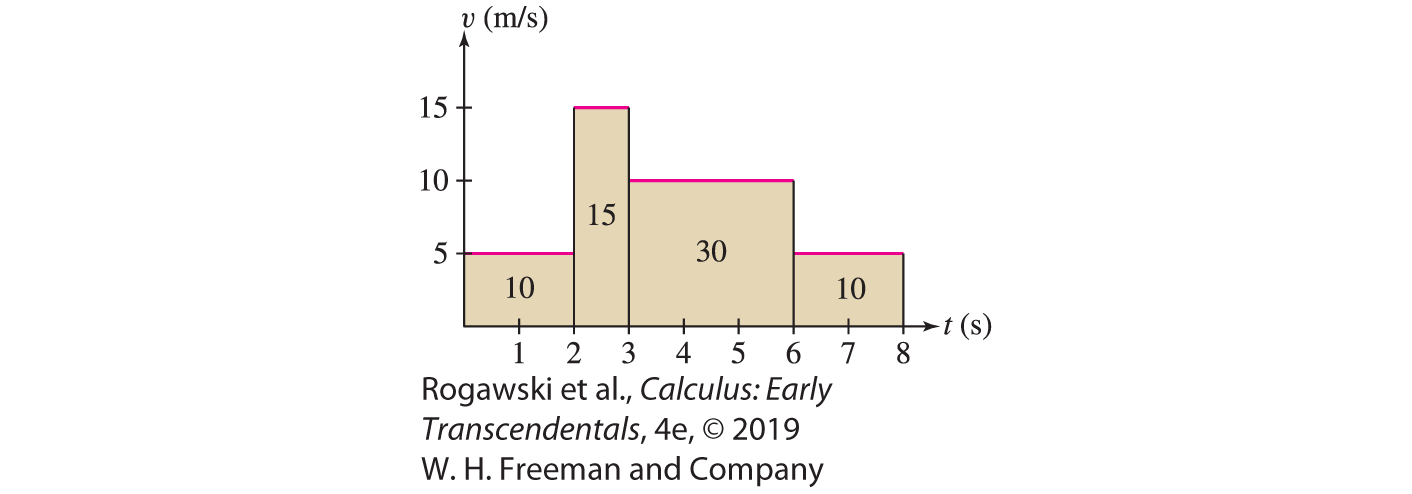 v (m/s)
15
10
15
30
5
10
10
t (s)
1 2 3 4 5 6 7 8
Rogawski et al., Calculus: Early
Transcendentals, 4e, © 2019
W. H. Freeman and Company